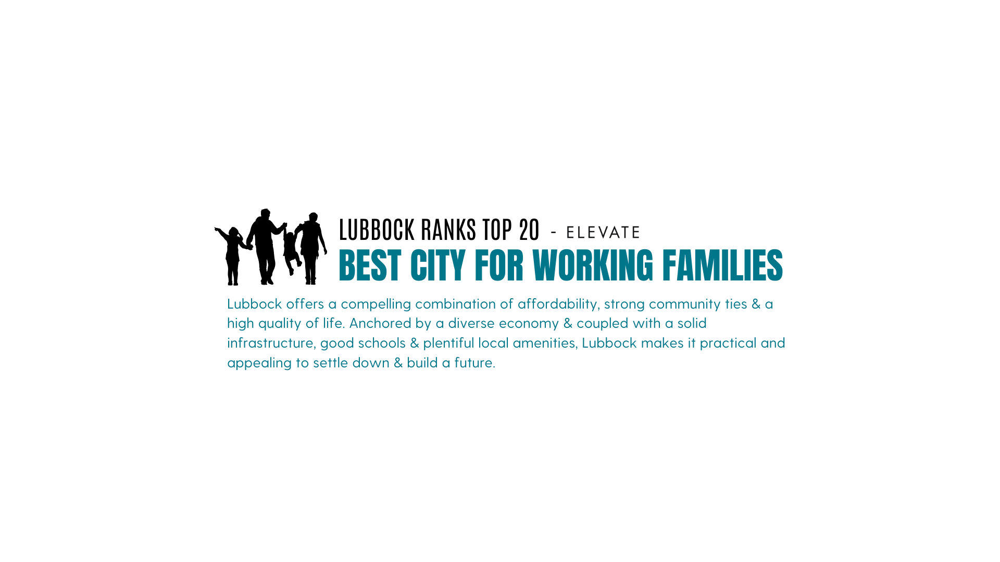 LUBBOCK RANKS TOP 20 - ELEVATE
BEST CITY FOR WORKING FAMILIES
Lubbock offers a compelling combination of affordability, strong community ties & a
high quality of life. Anchored by a diverse economy & coupled with a solid
infrastructure, good schools & plentiful local amenities, Lubbock makes it practical and
appealing to settle down & build a future.